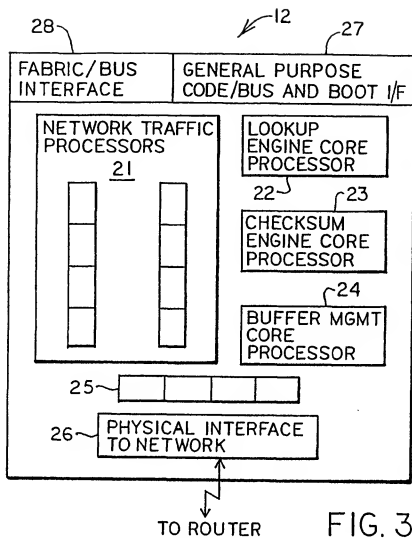 12
28
27
FABRIC/BUS
INTERFACE
GENERAL PURPOSE
CODE/BUS AND BOOT I/F
NETWORK TRAFFIC
PROCESSORS
21
LOOKUP
ENGINE CORE
PROCESSOR
22
23
CHECKSUM
ENGINE CORE
PROCESSOR
24
BUFFER MGMT
CORE
PROCESSOR
25
26
PHYSICAL INTERFACE
TO NETWORK
TO ROUTER
FIG. 3